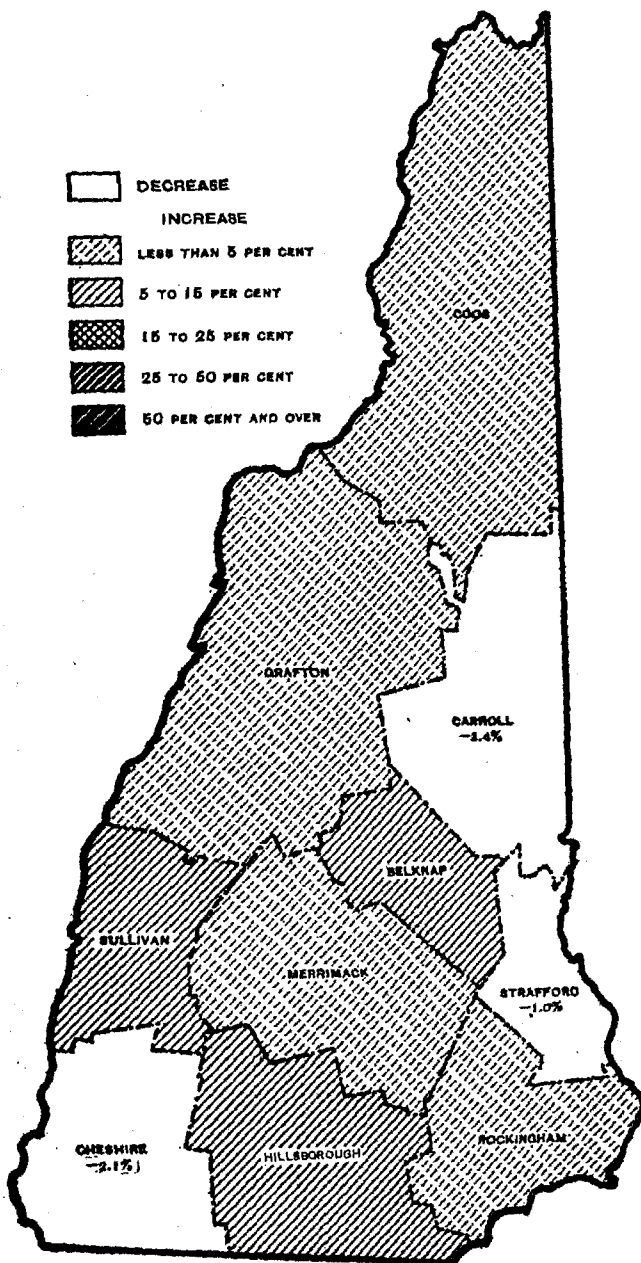 DECREASE
INCREASE
LESS THAN 5 PER CENT
5 TO 15 PER CENT
15 TO 25 PER CENT
25 TO 50 PER CENT
50 PER CENT AND OVER
COOS
GRAFTON
CARROLL
BELKNAP
SULLIVAN
MERRIMACK
STRAFFORD
−1.0%
CHESHIRE
−2.1%
HILLSBOROUGH
ROCKINGHAM